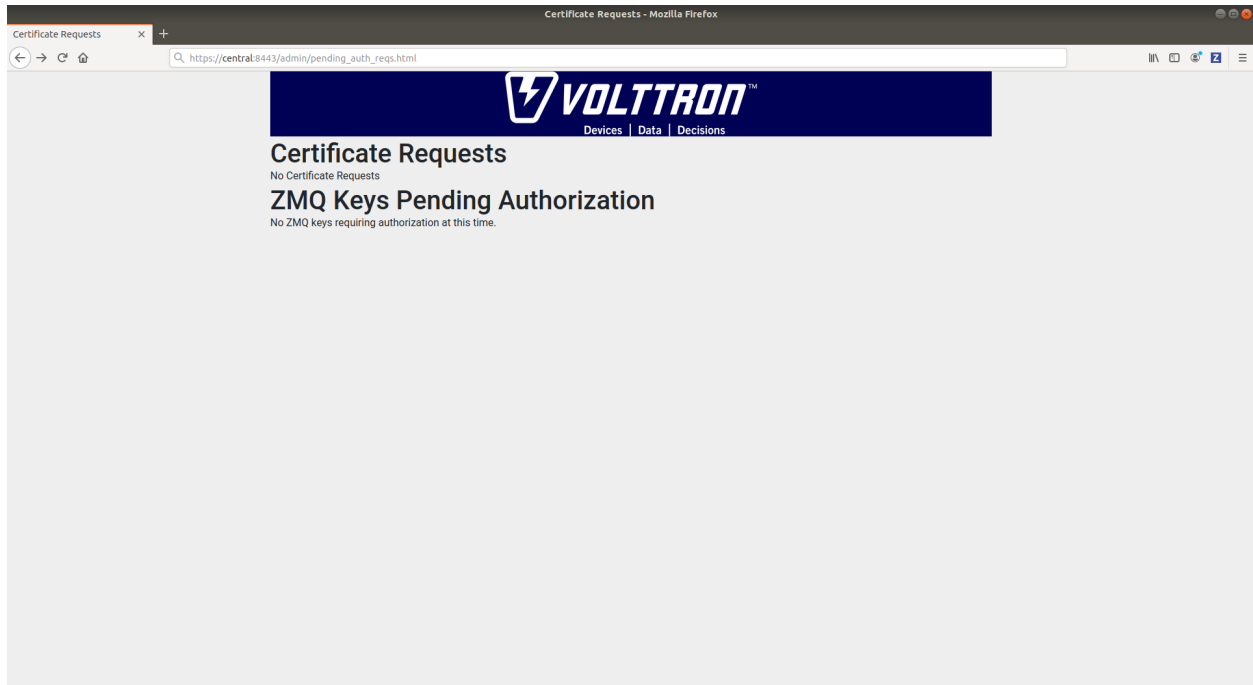 Certificate Requests - Mozilla Firefox
Certificate Requests
https://central:8443/admin/pending_auth_reqs.html
Z
VOLTTRON™
Devices | Data | Decisions
Certificate Requests
No Certificate Requests
ZMQ Keys Pending Authorization
No ZMQ keys requiring authorization at this time.